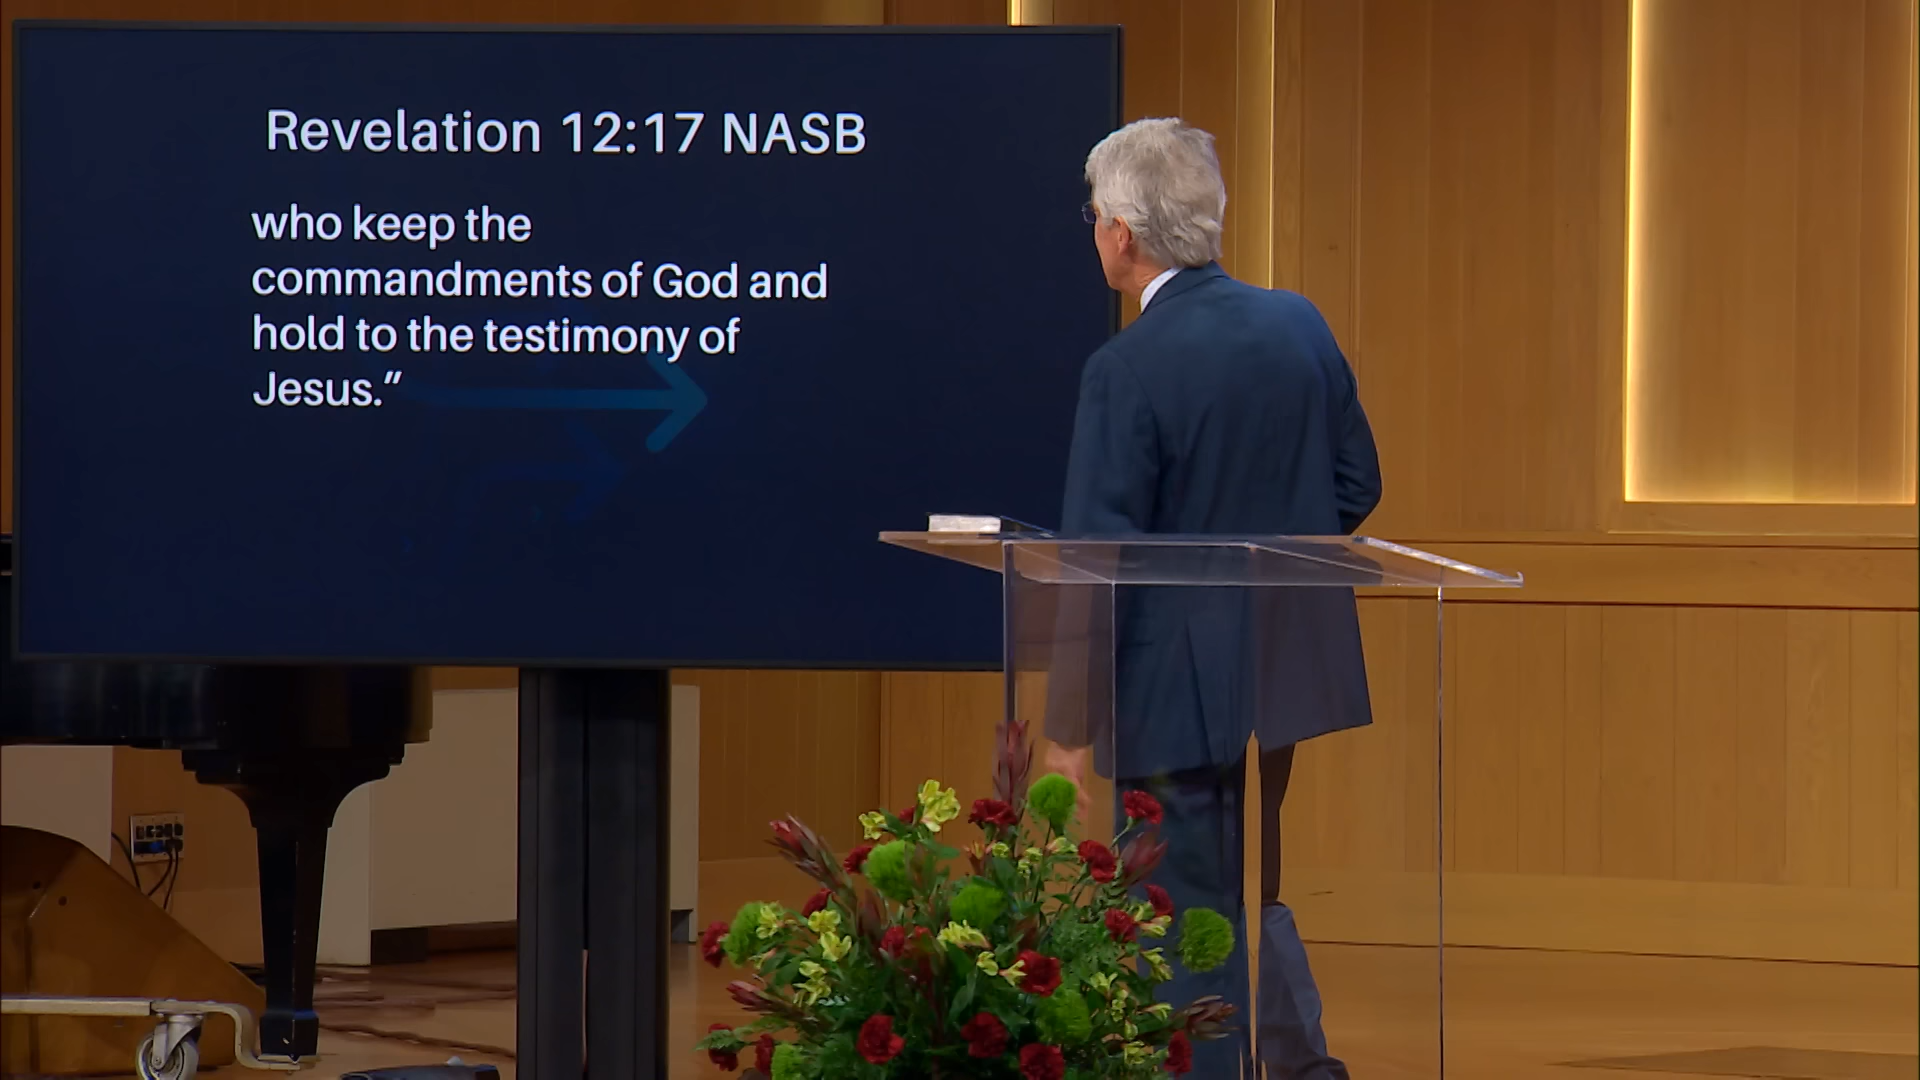 Revelation 12:17 NASB
who keep the
commandments of God and
hold to the testimony of
Jesus.”